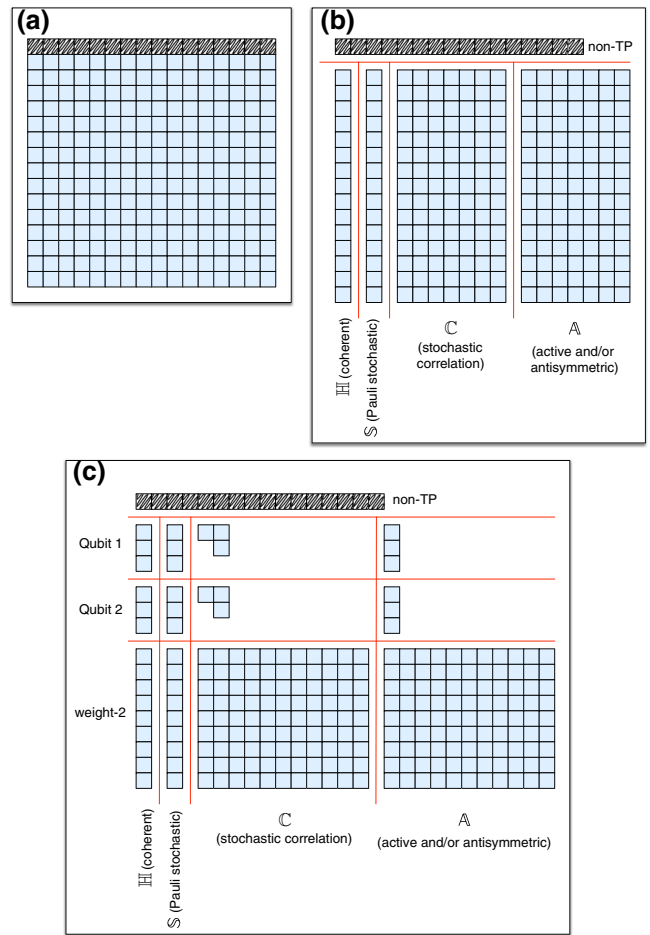 (a)
(b)
non-TP
ℍ (coherent)
𝕊 (Pauli stochastic)
ℂ
(stochastic
correlation)
𝔸
(active and/or
antisymmetric)
(c)
non-TP
Qubit 1
Qubit 2
weight-2
ℍ (coherent)
𝕊 (Pauli stochastic)
ℂ
(stochastic correlation)
𝔸
(active and/or antisymmetric)